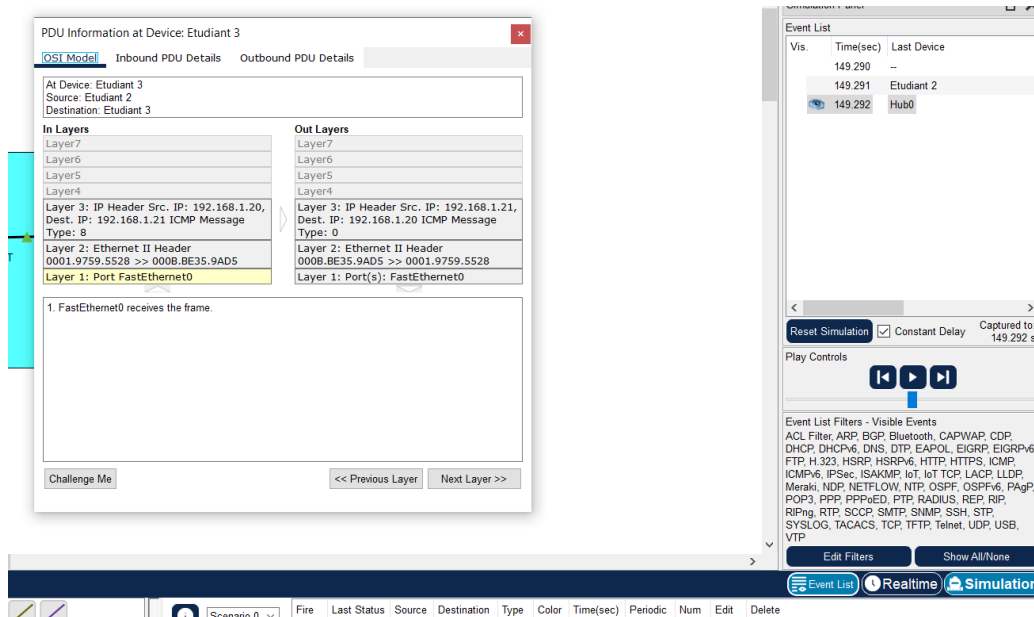 PDU Information at Device: Etudiant 3
OSI Model Inbound PDU Details Outbound PDU Details
At Device: Etudiant 3
Source: Etudiant 2
Destination: Etudiant 3
In Layers
Layer7
Layer6
Layer5
Layer4
Layer 3: IP Header Src. IP: 192.168.1.20,
Dest. IP: 192.168.1.21 ICMP Message
Type: 8
Layer 2: Ethernet II Header
0001.9759.5528 >> 000B.BE35.9AD5
Layer 1: Port FastEthernet0
Out Layers
Layer7
Layer6
Layer5
Layer4
Layer 3: IP Header Src. IP: 192.168.1.21,
Dest. IP: 192.168.1.20 ICMP Message
Type: 0
Layer 2: Ethernet II Header
000B.BE35.9AD5 >> 0001.9759.5528
Layer 1: Port(s): FastEthernet0
1. FastEthernet0 receives the frame.
Challenge Me
<< Previous Layer
Next Layer >>
Event List
Vis. Time(sec) Last Device
149.290 --
149.291 Etudiant 2
149.292 Hub0
Reset Simulation
Constant Delay
Captured to
149.292 s
Play Controls
Event List Filters - Visible Events
ACL Filter, ARP, BGP, Bluetooth, CAPWAP, CDP,
DHCP, DHCPv6, DNS, DTP, EAPOL, EIGRP, EIGRPv6
FTP, H.323, HSRP, HSRPv6, HTTP, HTTPS, ICMP,
ICMPv6, IPSec, ISAKMP, IoT, IoT TCP, LACP, LLDP,
Meraki, NDP, NETFLOW, NTP, OSPF, OSPFv6, PAgP,
POP3, PPP, PPPoED, PTP, RADIUS, REP, RIP,
RIPng, RTP, SCCP, SMTP, SNMP, SSH, STP,
SYSLOG, TACACS, TCP, TFTP, Telnet, UDP, USB,
VTP
Edit Filters
Show All/None
Event List
Realtime
Simulation
Scenario 0
Fire Last Status Source Destination Type Color Time(sec) Periodic Num Edit Delete